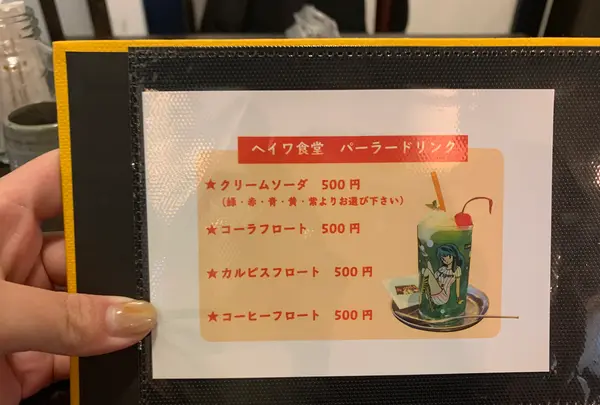 ヘイワ食堂 パーラードリンク
★クリームソーダ 500円
(緑・赤・青・黄・紫よりお選び下さい)
★コーラフロート 500円
★カルピスフロート 500円
★コーヒーフロート 500円